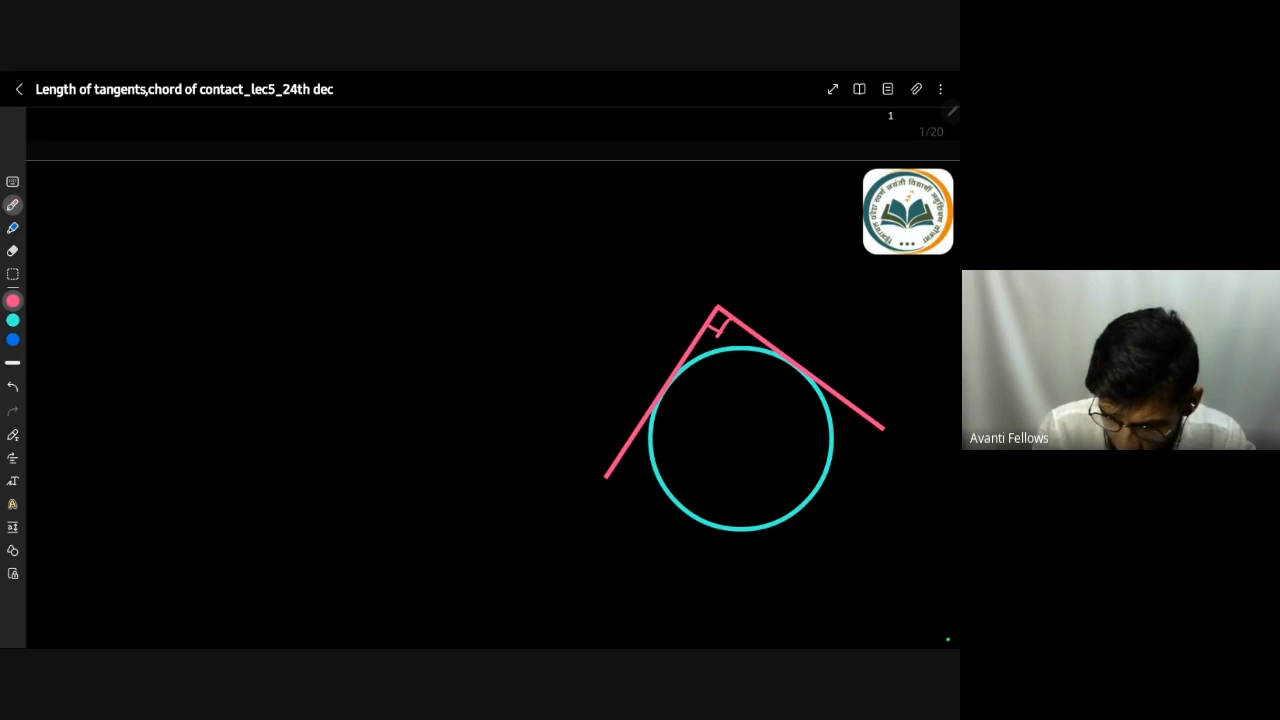 Length of tangents,chord of contact_lec5_24th dec
1
1/20
Avanti Fellows